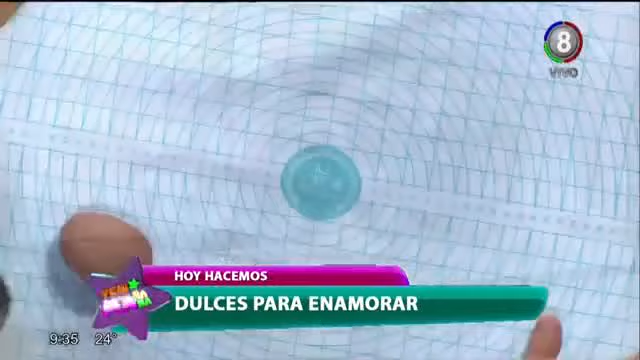 8
VIVO
HOY HACEMOS
DULCES PARA ENAMORAR
9:35 24°